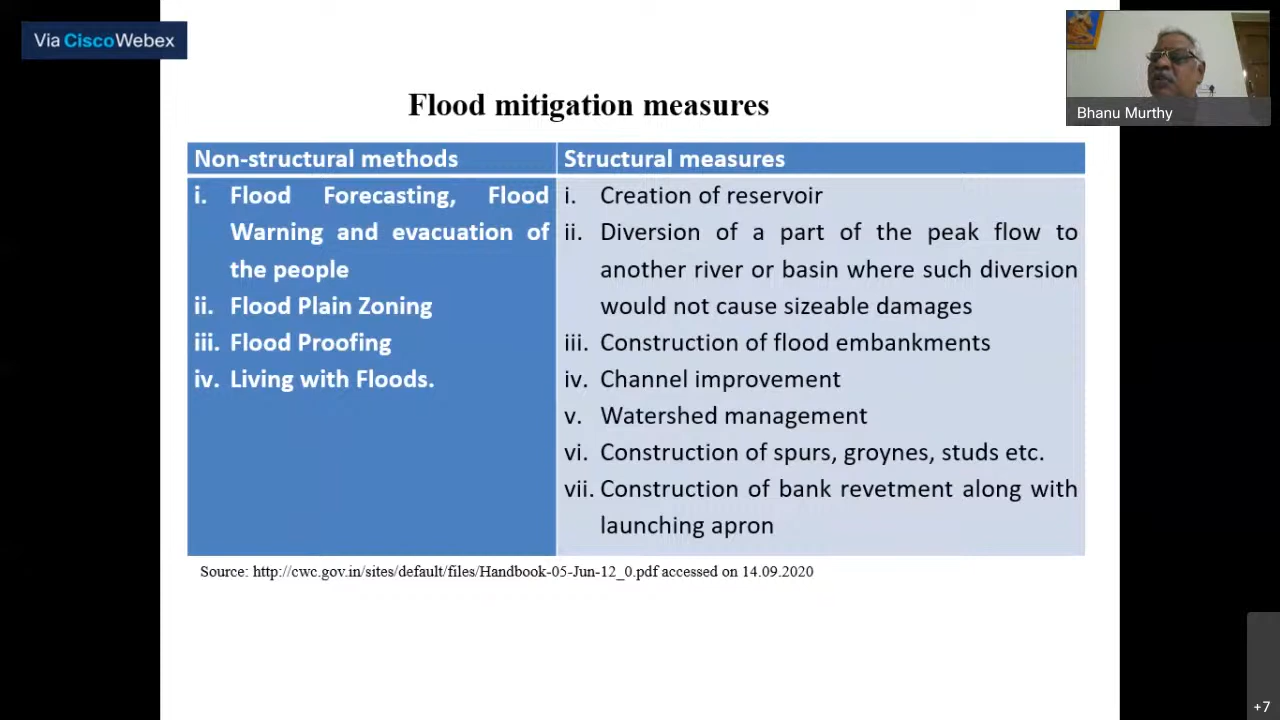 Via CiscoWebex
Bhanu Murthy
Flood mitigation measures
Non-structural methods
i. Flood Forecasting, Flood
Warning and evacuation of
the people
ii. Flood Plain Zoning
iii. Flood Proofing
iv. Living with Floods.
Structural measures
i. Creation of reservoir
ii. Diversion of a part of the peak flow to
another river or basin where such diversion
would not cause sizeable damages
iii. Construction of flood embankments
iv. Channel improvement
v. Watershed management
vi. Construction of spurs, groynes, studs etc.
vii. Construction of bank revetment along with
launching apron
Source: http://cwc.gov.in/sites/default/files/Handbook-05-Jun-12_0.pdf accessed on 14.09.2020
+7